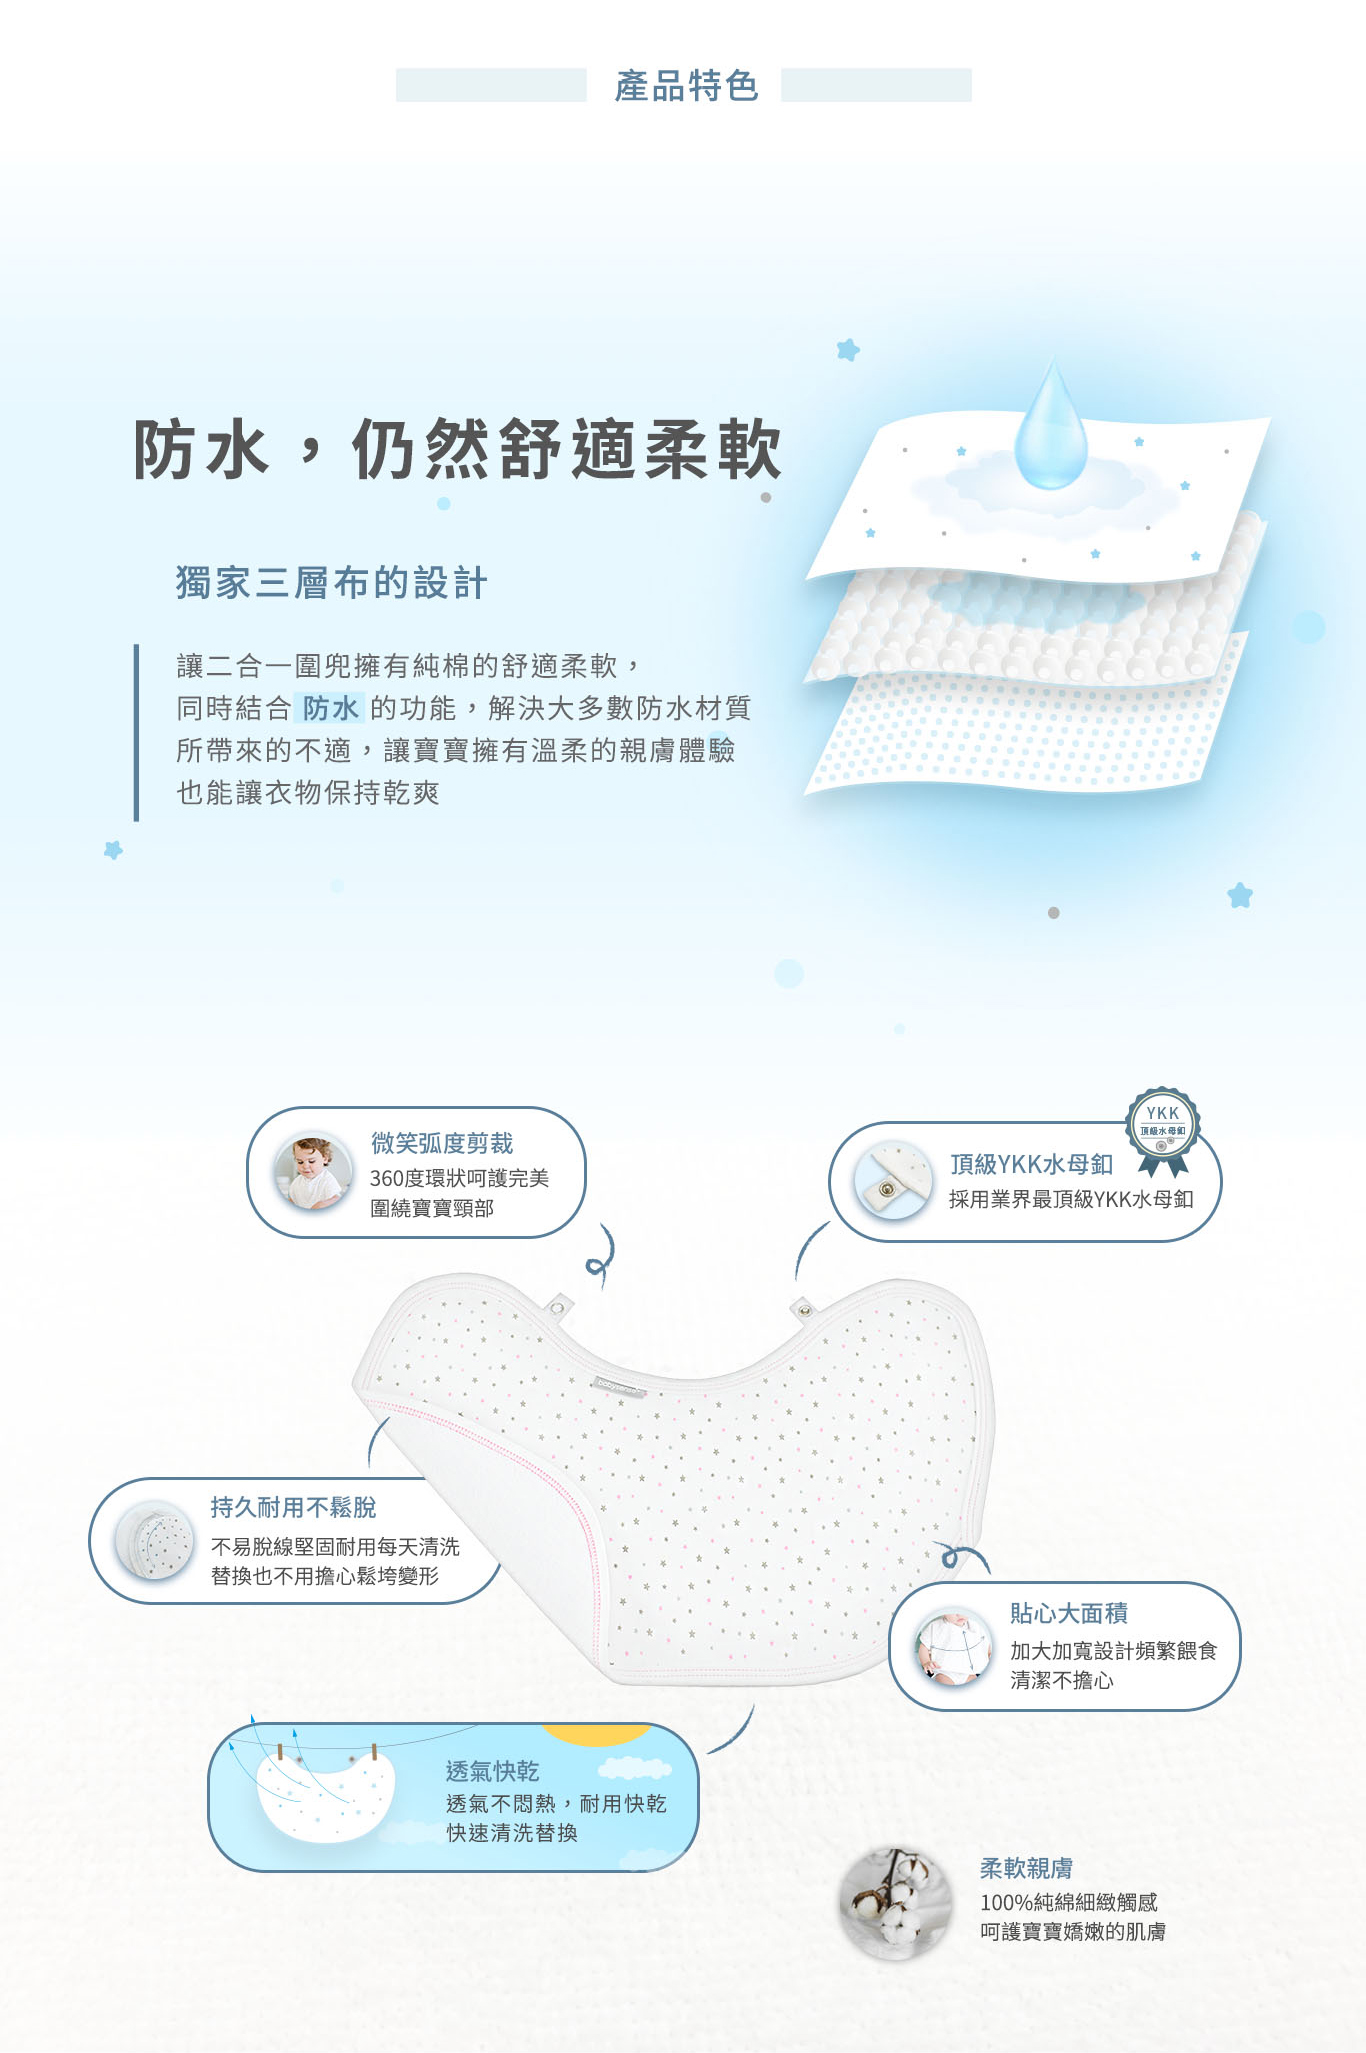 產品特色
防水，仍然舒適柔軟
獨家三層布的設計
讓二合一圍兜擁有純棉的舒適柔軟，
同時結合 防水 的功能，解決大多數防水材質
所帶來的不適，讓寶寶擁有溫柔的親膚體驗
也能讓衣物保持乾爽
微笑弧度剪裁
360度環狀呵護完美
圍繞寶寶頸部
YKK
頂級水母釦
頂級YKK水母釦
採用業界最頂級YKK水母釦
持久耐用不鬆脫
不易脫線堅固耐用每天清洗
替換也不用擔心鬆垮變形
貼心大面積
加大加寬設計頻繁餵食
清潔不擔心
透氣快乾
透氣不悶熱，耐用快乾
快速清洗替換
柔軟親膚
100%純綿細緻觸感
呵護寶寶嬌嫩的肌膚